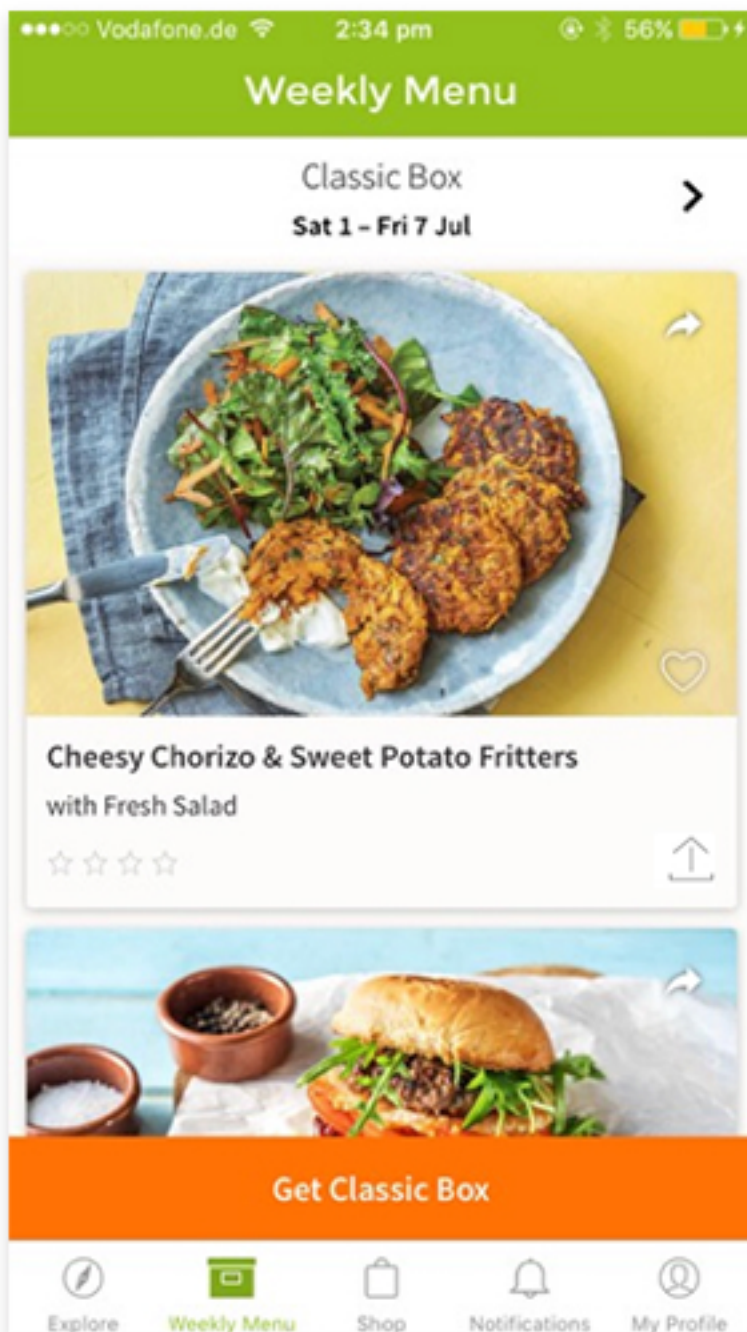 Vodafone.de 2:34 pm 56%
Weekly Menu
Classic Box
Sat 1 – Fri 7 Jul
Cheesy Chorizo & Sweet Potato Fritters
with Fresh Salad
Get Classic Box
Explore Weekly Menu Shop Notifications My Profile